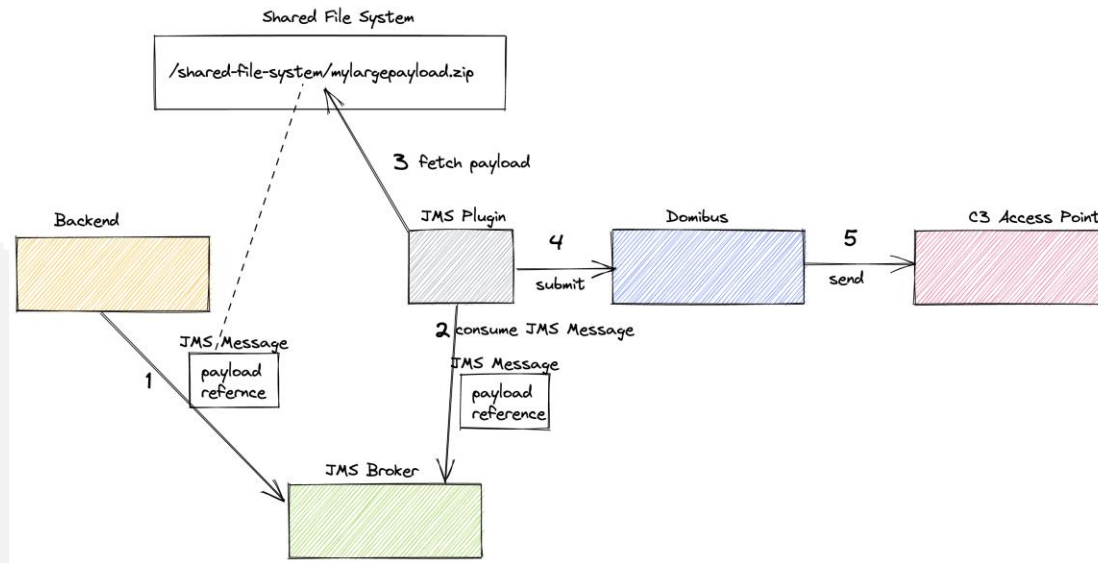 Shared File System
/shared-file-system/mylargepayload.zip
3 fetch payload
Backend
JMS Plugin
Domibus
C3 Access Point
4
submit
5
send
1
JMS Message
payload
refernce
2 consume JMS Message
JMS Message
payload
reference
JMS Broker